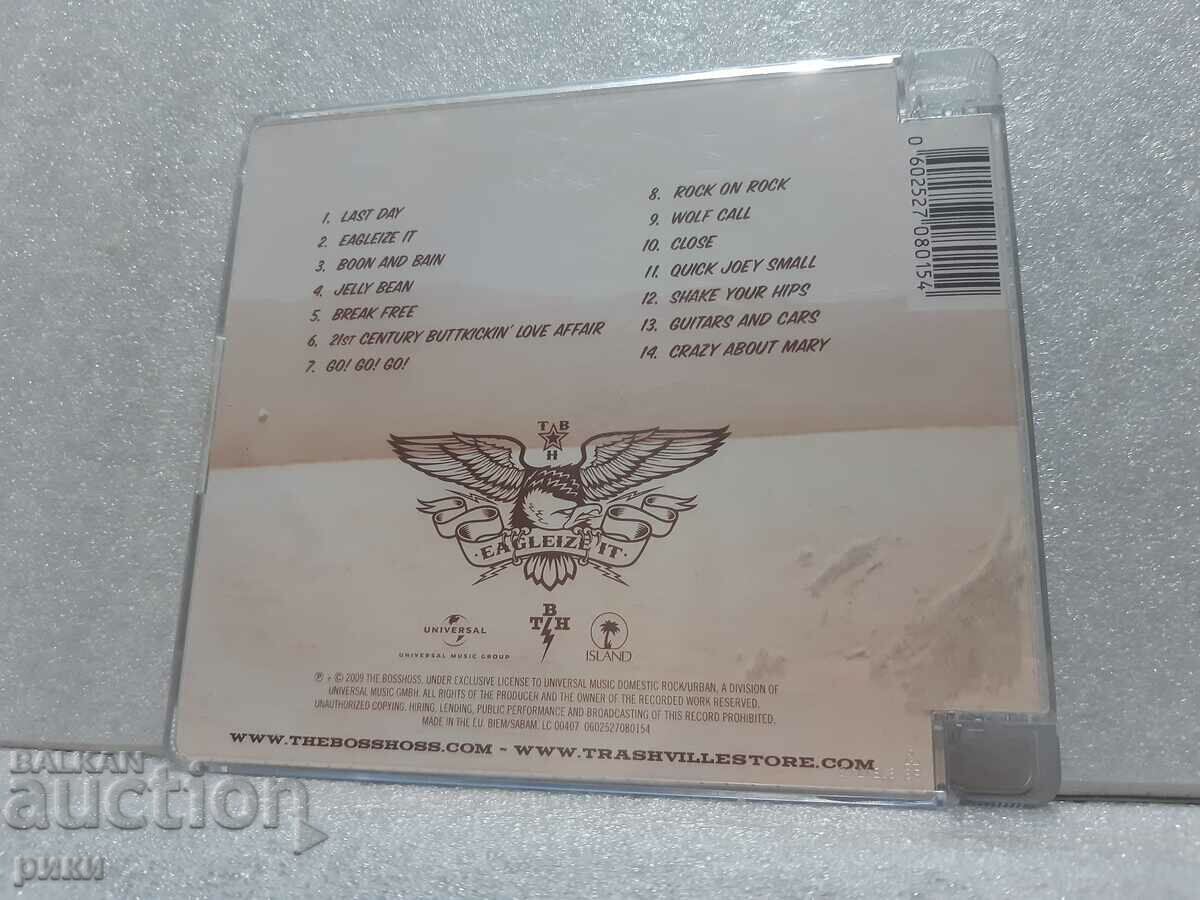 1. LAST DAY
2. EAGLEIZE IT
3. BOON AND BAIN
4. JELLY BEAN
5. BREAK FREE
6. 21ST CENTURY BUTTKICKIN' LOVE AFFAIR
7. GO! GO! GO!
8. ROCK ON ROCK
9. WOLF CALL
10. CLOSE
11. QUICK JOEY SMALL
12. SHAKE YOUR HIPS
13. GUITARS AND CARS
14. CRAZY ABOUT MARY
0 602527 080154
T B
H
· EAGLEIZE IT ·
UNIVERSAL
UNIVERSAL MUSIC GROUP
B
T H
ISLAND
℗ + © 2009 THE BOSSHOSS. UNDER EXCLUSIVE LICENSE TO UNIVERSAL MUSIC DOMESTIC ROCK/URBAN, A DIVISION OF
UNIVERSAL MUSIC GMBH. ALL RIGHTS OF THE PRODUCER AND THE OWNER OF THE RECORDED WORK RESERVED.
UNAUTHORIZED COPYING, HIRING, LENDING, PUBLIC PERFORMANCE AND BROADCASTING OF THIS RECORD PROHIBITED.
MADE IN THE EU. BIEM/SABAM. LC 00407 0602527080154
WWW.THEBOSSHOSS.COM - WWW.TRASHVILLESTORE.COM
BALKAN
auction
рики